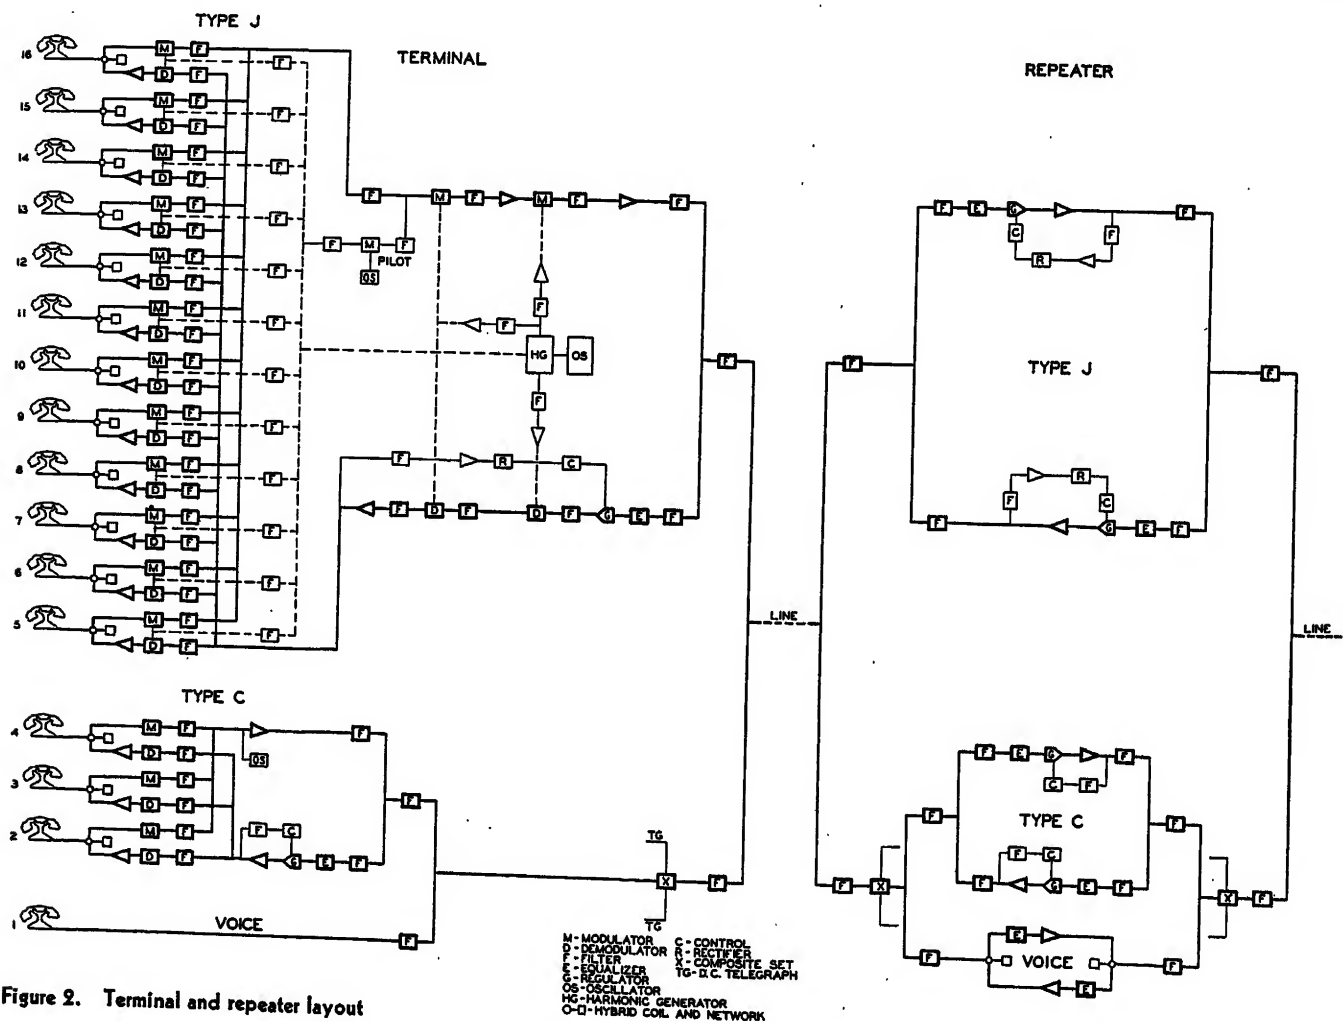 TYPE J
TERMINAL
REPEATER
16 M F
D F F
15 M F
D F F
14 M F
D F F
13 M F
D F F
12 M F
D F F
11 M F
D F F
10 M F
D F F
9 M F
D F F
8 M F
D F F
7 M F
D F F
6 M F
D F F
5 M F
D F F
F M F M F F
F M F
PILOT
OS
F
F
HG OS
F
F R C
F D F D F G E F
F
LINE
TYPE C
4 M F F
D F OS
3 M F
D F
2 M F F C
D F G E F
F
1 VOICE F
TG
X F
TG
F E G F
C F
R
F TYPE J F
R
F C
F G E F
LINE
F E G F
C F
F TYPE C F
F C
F G E F
F X X F
E
F VOICE F
E
M-MODULATOR C-CONTROL
D-DEMODULATOR R-RECTIFIER
F-FILTER X-COMPOSITE SET
E-EQUALIZER TG-D.C. TELEGRAPH
G-REGULATOR
OS-OSCILLATOR
HG-HARMONIC GENERATOR
O-□-HYBRID COIL AND NETWORK
Figure 2. Terminal and repeater layout